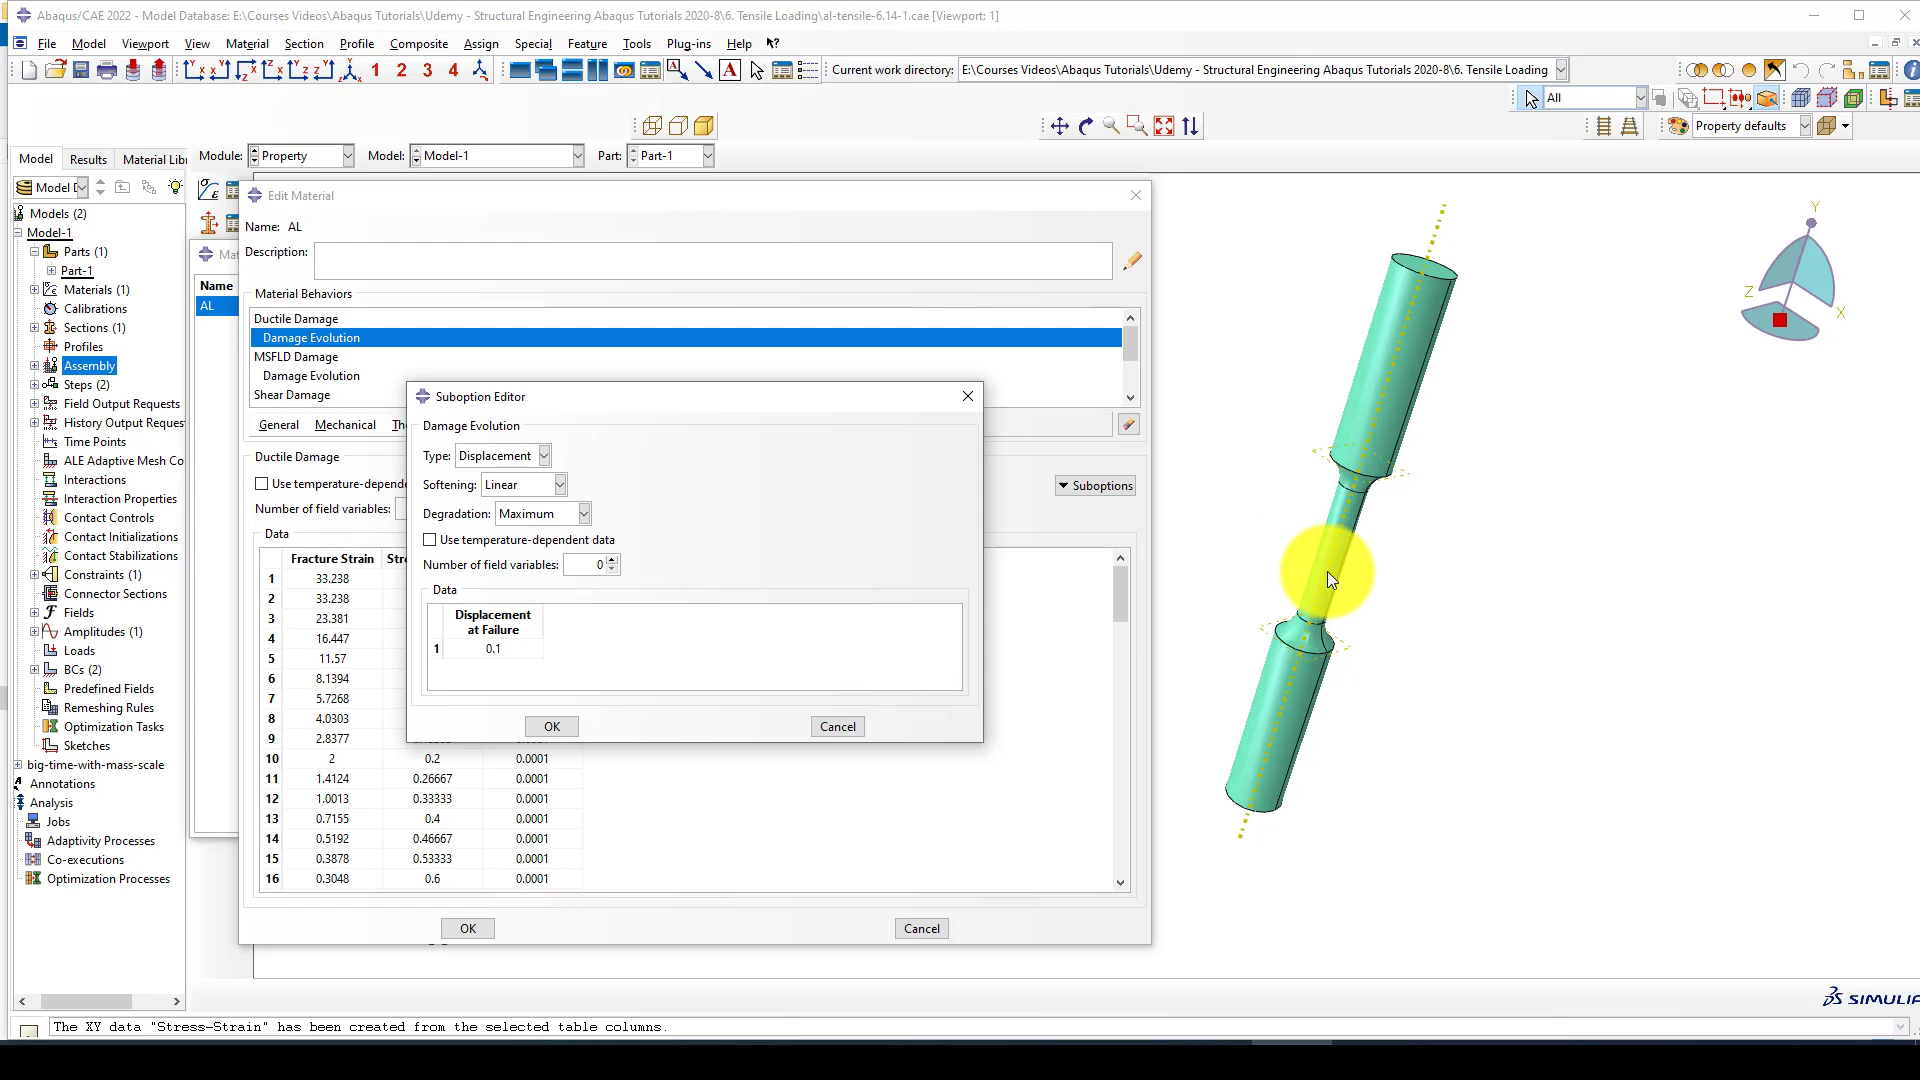 Abaqus/CAE 2022 - Model Database: E:\Courses Videos\Abaqus Tutorials\Udemy - Structural Engineering Abaqus Tutorials 2020-8\6. Tensile Loading\al-tensile-6.14-1.cae [Viewport: 1]
File Model Viewport View Material Section Profile Composite Assign Special Feature Tools Plug-ins Help
1 2 3 4 A Current work directory: E:\Courses Videos\Abaqus Tutorials\Udemy - Structural Engineering Abaqus Tutorials 2020-8\6. Tensile Loading
All
Property defaults
Model Results Material Lib Module: Property Model: Model-1 Part: Part-1
Model D
Models (2)
Model-1
Parts (1)
Part-1
Materials (1)
Calibrations
Sections (1)
Profiles
Assembly
Steps (2)
Field Output Requests
History Output Reques
Time Points
ALE Adaptive Mesh Co
Interactions
Interaction Properties
Contact Controls
Contact Initializations
Contact Stabilizations
Constraints (1)
Connector Sections
Fields
Amplitudes (1)
Loads
BCs (2)
Predefined Fields
Remeshing Rules
Optimization Tasks
Sketches
big-time-with-mass-scale
Annotations
Analysis
Jobs
Adaptivity Processes
Co-executions
Optimization Processes
Mat
Name
AL
Edit Material
Name: AL
Description:
Material Behaviors
Ductile Damage
Damage Evolution
MSFLD Damage
Damage Evolution
Shear Damage
General Mechanical Th
Ductile Damage
Use temperature-depende
Number of field variables:
Suboptions
Data
Fracture Strain Stre
1 33.238
2 33.238
3 23.381
4 16.447
5 11.57
6 8.1394
7 5.7268
8 4.0303
9 2.8377
10 2 0.2 0.0001
11 1.4124 0.26667 0.0001
12 1.0013 0.33333 0.0001
13 0.7155 0.4 0.0001
14 0.5192 0.46667 0.0001
15 0.3878 0.53333 0.0001
16 0.3048 0.6 0.0001
OK Cancel
Suboption Editor
Damage Evolution
Type: Displacement
Softening: Linear
Degradation: Maximum
Use temperature-dependent data
Number of field variables: 0
Data
Displacement
at Failure
1 0.1
OK Cancel
Y
Z
X
SIMULIA
The XY data "Stress-Strain" has been created from the selected table columns.